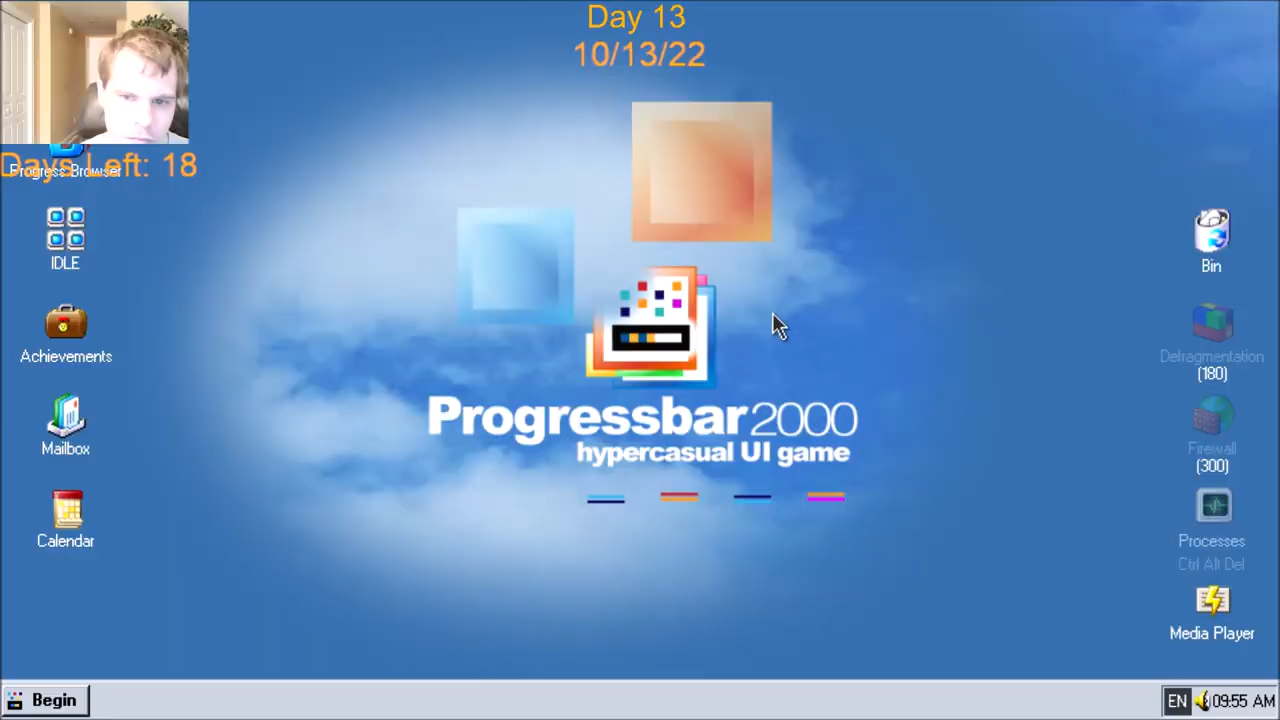 Day 13
10/13/22
Progress Browser
Days Left: 18
IDLE
Achievements
Mailbox
Calendar
Bin
Defragmentation
(180)
Firewall
(300)
Processes
Ctrl Alt Del
Media Player
Progressbar2000
hypercasual UI game
Begin
EN
09:55 AM